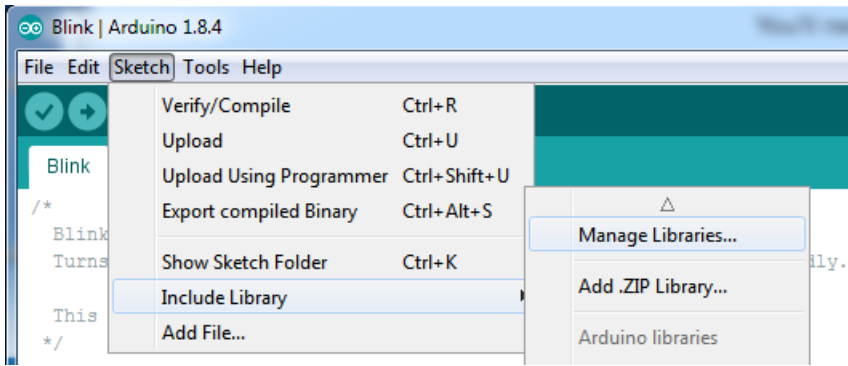 Blink | Arduino 1.8.4
File Edit Sketch Tools Help
Verify/Compile Ctrl+R
Upload Ctrl+U
Upload Using Programmer Ctrl+Shift+U
Export compiled Binary Ctrl+Alt+S
Show Sketch Folder Ctrl+K
Include Library
Add File...
Manage Libraries...
Add .ZIP Library...
Arduino libraries
Blink
/*
Blink
Turns
dly.
This
*/